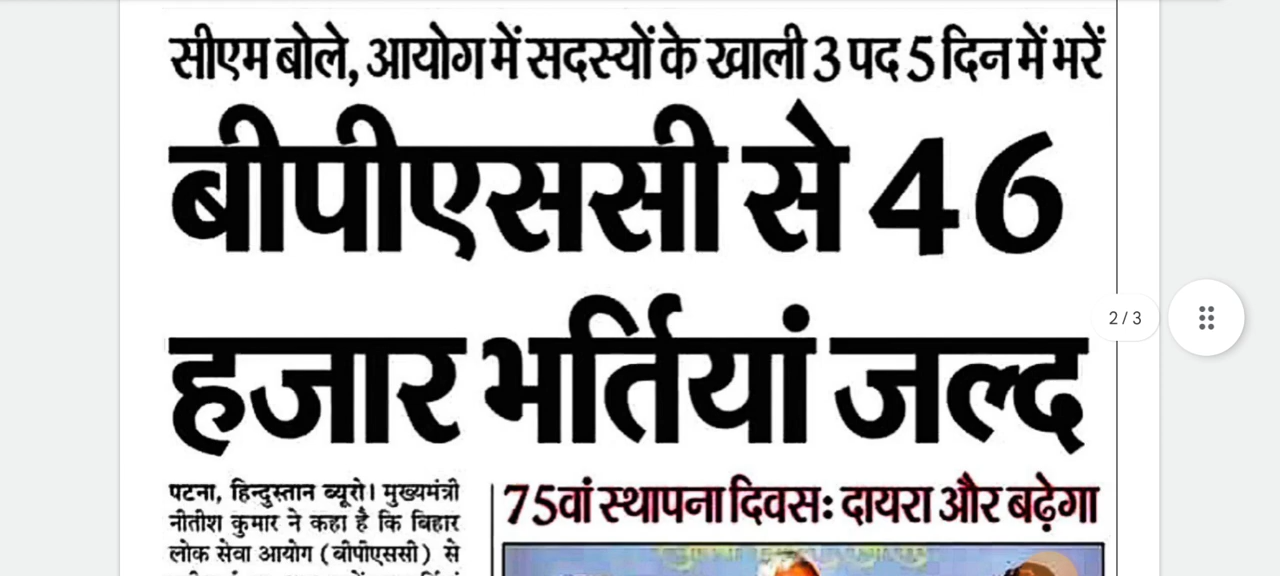 सीएम बोले, आयोग में सदस्यों के खाली 3 पद 5 दिन में भरें
बीपीएससी से 46
हजार भर्तियां जल्द
2 / 3
पटना, हिन्दुस्तान ब्यूरो। मुख्यमंत्री
नीतीश कुमार ने कहा है कि बिहार
लोक सेवा आयोग (बीपीएससी) से
75वां स्थापना दिवस: दायरा और बढ़ेगा